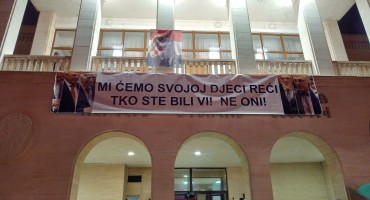 MI ĆEMO SVOJOJ DJECI REĆI
TKO STE BILI VI! NE ONI!